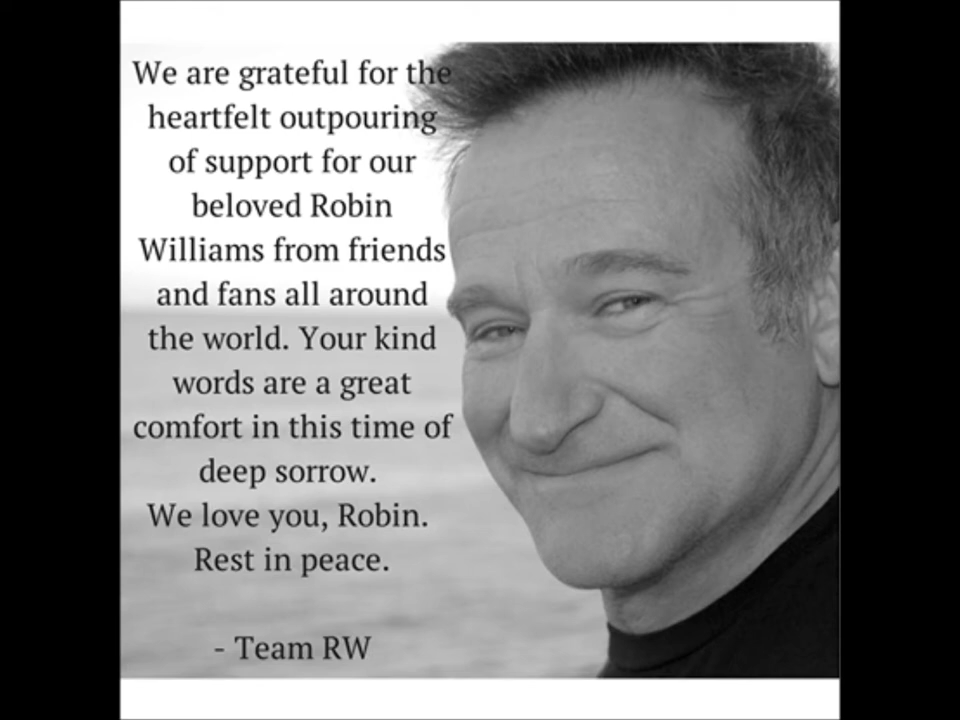 We are grateful for the
heartfelt outpouring
of support for our
beloved Robin
Williams from friends
and fans all around
the world. Your kind
words are a great
comfort in this time of
deep sorrow.
We love you, Robin.
Rest in peace.
- Team RW